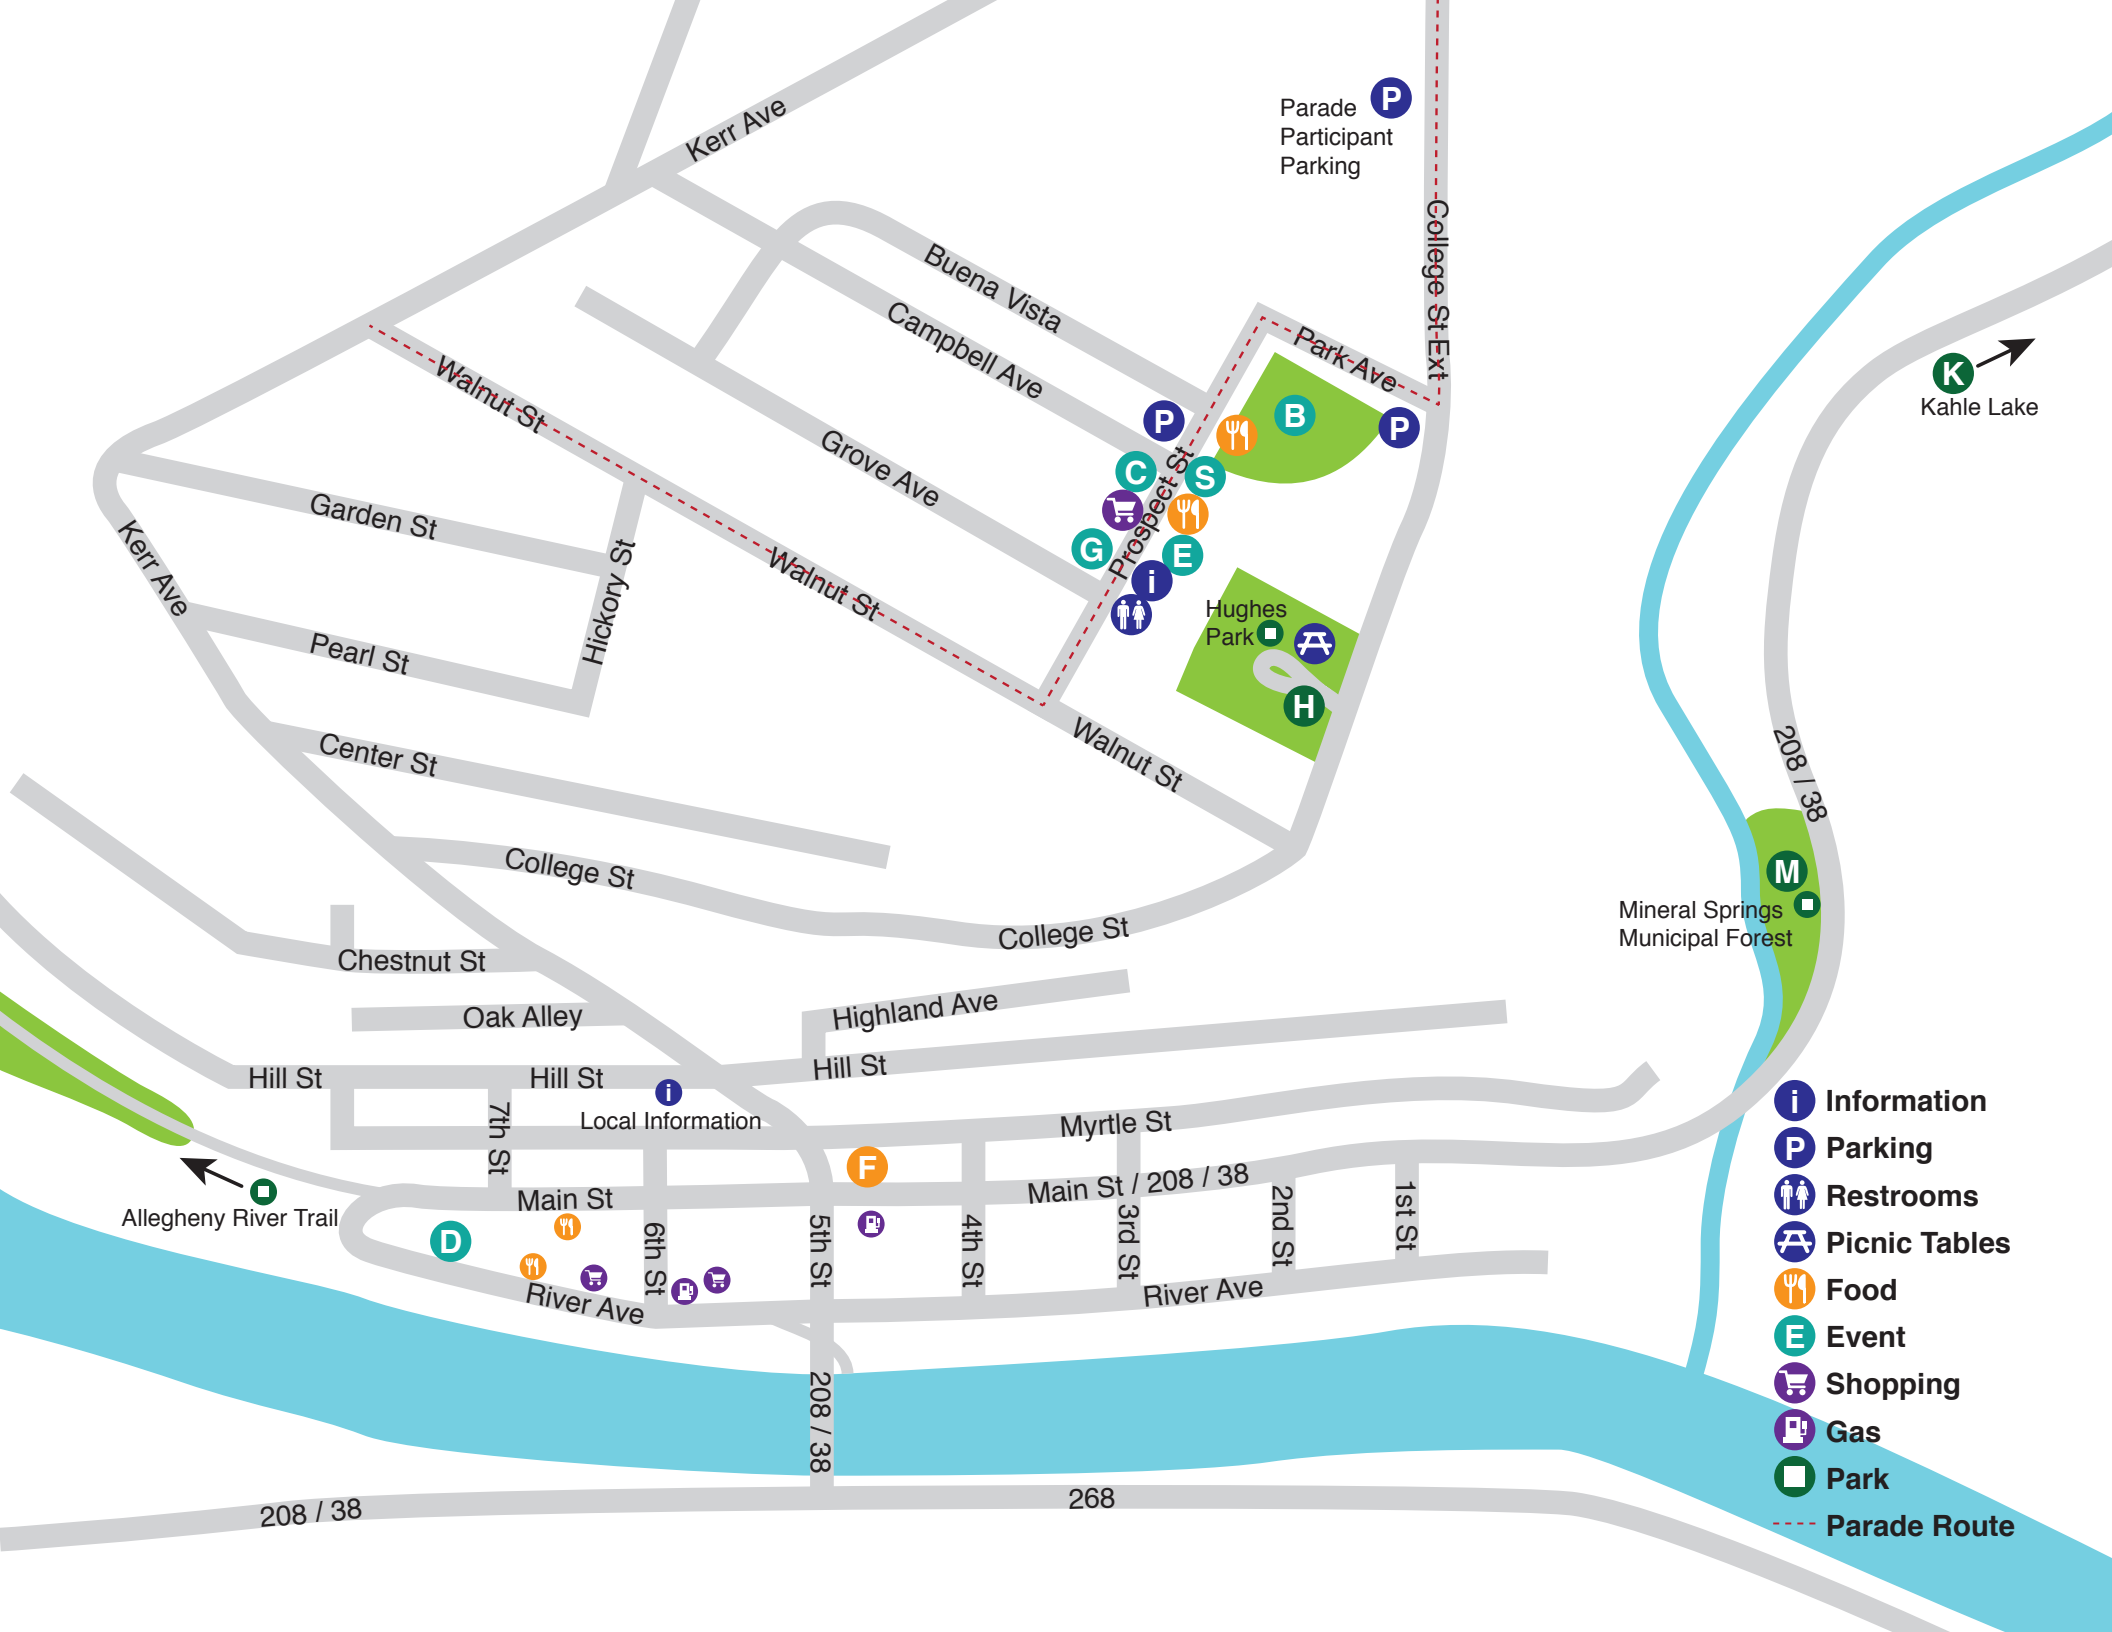 Kerr Ave
P
Parade
Participant
Parking
College St Ext
Buena Vista
Campbell Ave
Park Ave
Walnut St
Grove Ave
P
B
P
C
S
Prospect St
G
E
i
K
Kahle Lake
Garden St
Kerr Ave
Hickory St
Walnut St
Hughes
Park
H
Pearl St
Walnut St
Center St
208 / 38
College St
College St
M
Mineral Springs
Municipal Forest
Chestnut St
Oak Alley
Highland Ave
Hill St
Hill St
Hill St
i
Local Information
7th St
Myrtle St
F
Main St
Main St / 208 / 38
Allegheny River Trail
D
6th St
5th St
4th St
3rd St
2nd St
1st St
River Ave
River Ave
208 / 38
208 / 38
268
i Information
P Parking
Restrooms
Picnic Tables
Food
E Event
Shopping
Gas
Park
Parade Route